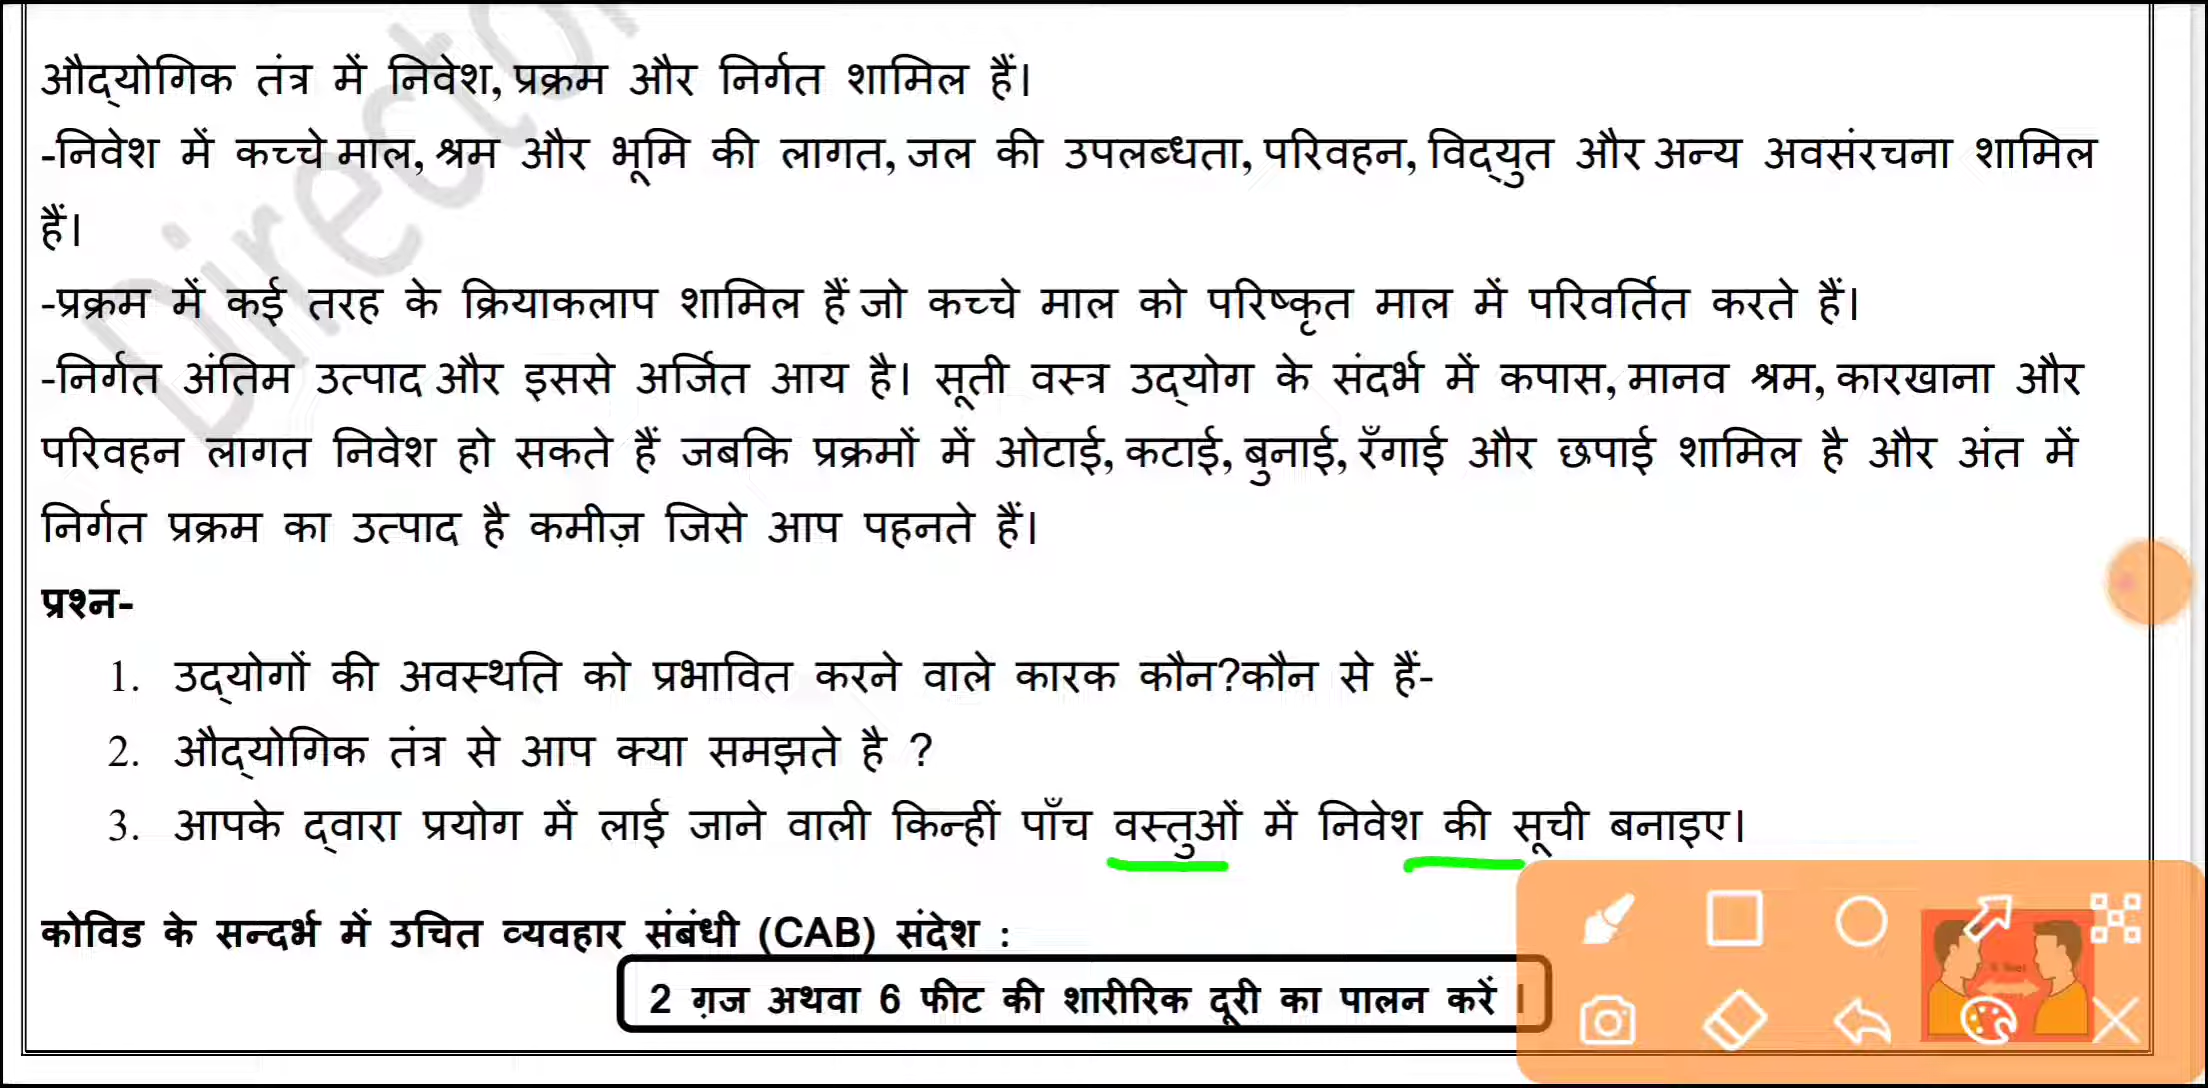 औद्योगिक तंत्र में निवेश, प्रक्रम और निर्गत शामिल हैं।
-निवेश में कच्चे माल, श्रम और भूमि की लागत, जल की उपलब्धता, परिवहन, विद्युत और अन्य अवसंरचना शामिल
हैं।
-प्रक्रम में कई तरह के क्रियाकलाप शामिल हैं जो कच्चे माल को परिष्कृत माल में परिवर्तित करते हैं।
-निर्गत अंतिम उत्पाद और इससे अर्जित आय है। सूती वस्त्र उद्योग के संदर्भ में कपास, मानव श्रम, कारखाना और
परिवहन लागत निवेश हो सकते हैं जबकि प्रक्रमों में ओटाई, कटाई, बुनाई, रँगाई और छपाई शामिल है और अंत में
निर्गत प्रक्रम का उत्पाद है कमीज़ जिसे आप पहनते हैं।
प्रश्न-
1. उद्योगों की अवस्थति को प्रभावित करने वाले कारक कौन?कौन से हैं-
2. औद्योगिक तंत्र से आप क्या समझते है ?
3. आपके द्वारा प्रयोग में लाई जाने वाली किन्हीं पाँच वस्तुओं में निवेश की सूची बनाइए।
कोविड के सन्दर्भ में उचित व्यवहार संबंधी (CAB) संदेश :
2 ग़ज अथवा 6 फीट की शारीरिक दूरी का पालन करें ।
Director